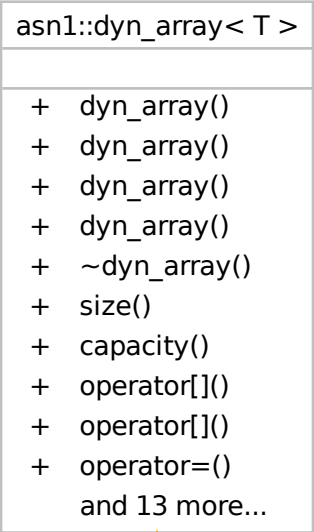 asn1::dyn_array< T >
+ dyn_array()
+ dyn_array()
+ dyn_array()
+ dyn_array()
+ ~dyn_array()
+ size()
+ capacity()
+ operator[]()
+ operator[]()
+ operator=()
and 13 more...